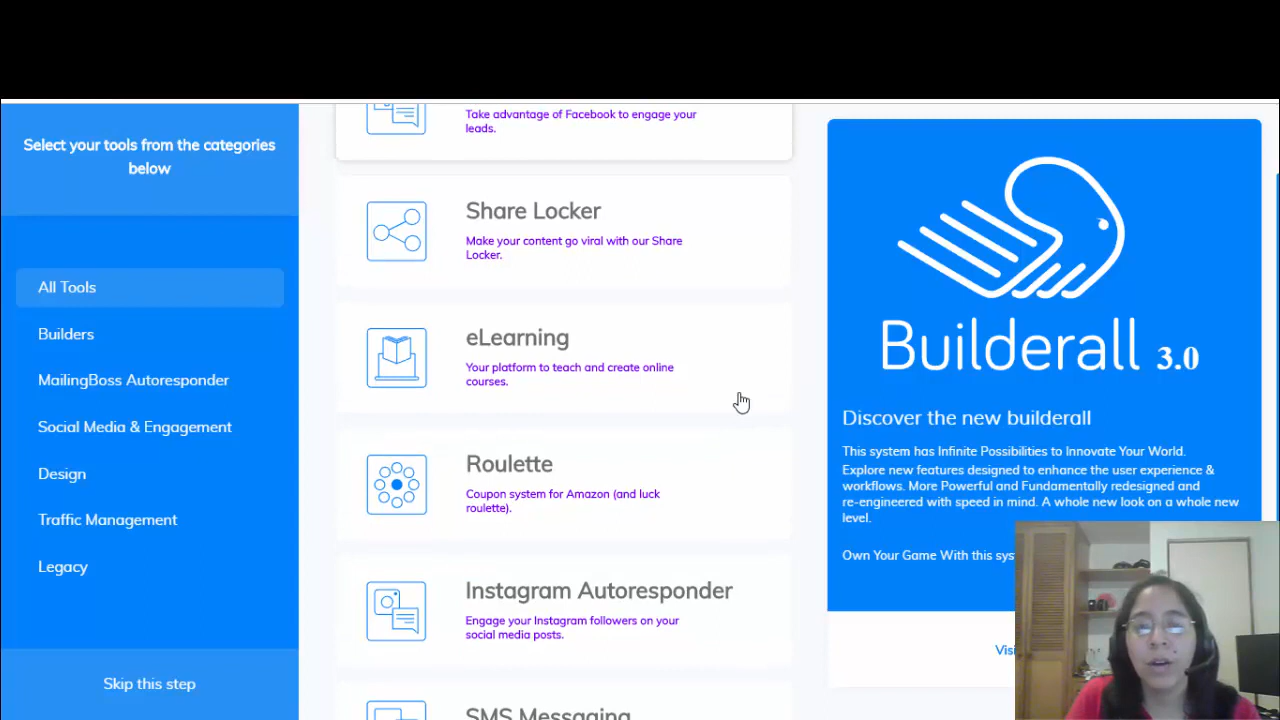 Select your tools from the categories
below
All Tools
Builders
MailingBoss Autoresponder
Social Media & Engagement
Design
Traffic Management
Legacy
Skip this step
Take advantage of Facebook to engage your
leads.
Share Locker
Make your content go viral with our Share
Locker.
eLearning
Your platform to teach and create online
courses.
Roulette
Coupon system for Amazon (and luck
roulette).
Instagram Autoresponder
Engage your Instagram followers on your
social media posts.
SMS Messaging
Builderall 3.0
Discover the new builderall
This system has Infinite Possibilities to Innovate Your World.
Explore new features designed to enhance the user experience &
workflows. More Powerful and Fundamentally redesigned and
re-engineered with speed in mind. A whole new look on a whole new
level.
Own Your Game With this